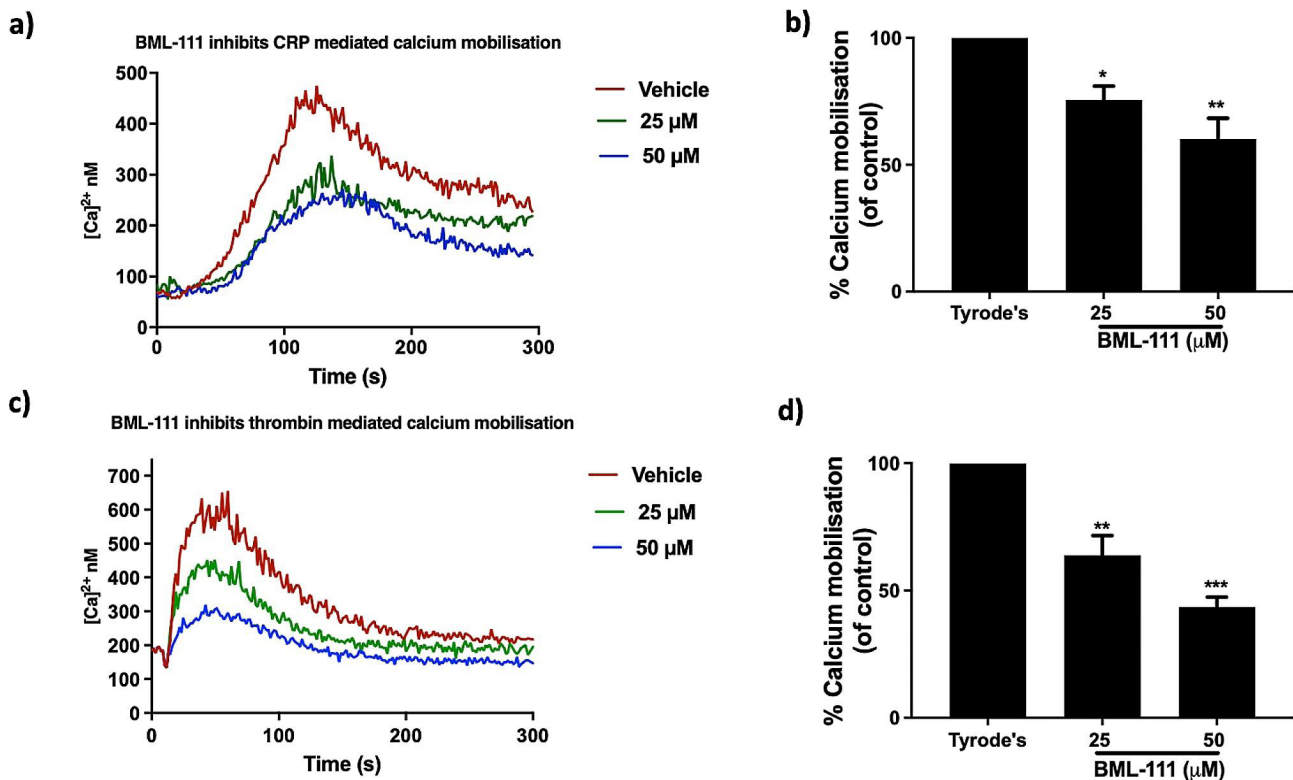 a)
BML-111 inhibits CRP mediated calcium mobilisation
500
400
300
200
100
0
[Ca]²⁺ nM
0 100 200 300
Time (s)
Vehicle
25 µM
50 µM
b)
100
50
0
% Calcium mobilisation
(of control)
*
**
Tyrode's 25 50
BML-111 (µM)
c)
BML-111 inhibits thrombin mediated calcium mobilisation
700
600
500
400
300
200
100
0
[Ca]²⁺ nM
0 100 200 300
Time (s)
Vehicle
25 µM
50 µM
d)
100
50
0
% Calcium mobilisation
(of control)
**
***
Tyrode's 25 50
BML-111 (µM)